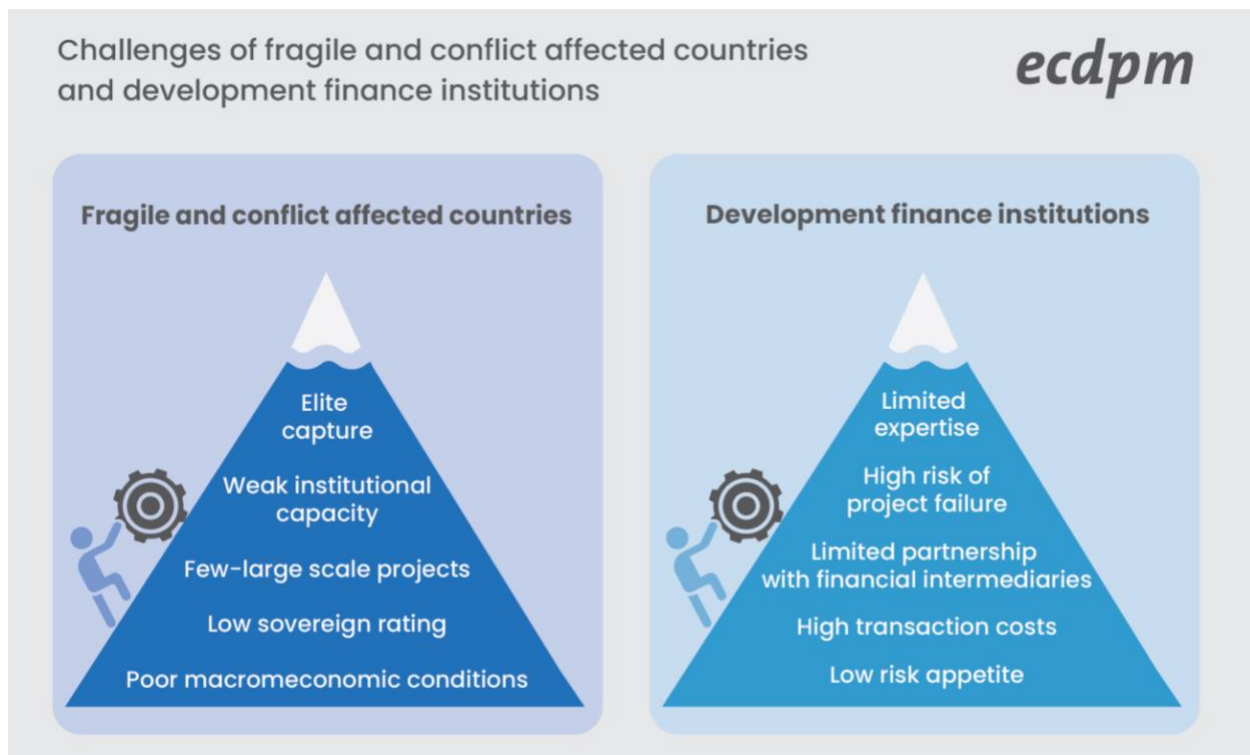 Challenges of fragile and conflict affected countries
and development finance institutions
ecdpm
Fragile and conflict affected countries
Elite
capture
Weak institutional
capacity
Few-large scale projects
Low sovereign rating
Poor macromeconomic conditions
Development finance institutions
Limited
expertise
High risk of
project failure
Limited partnership
with financial intermediaries
High transaction costs
Low risk appetite